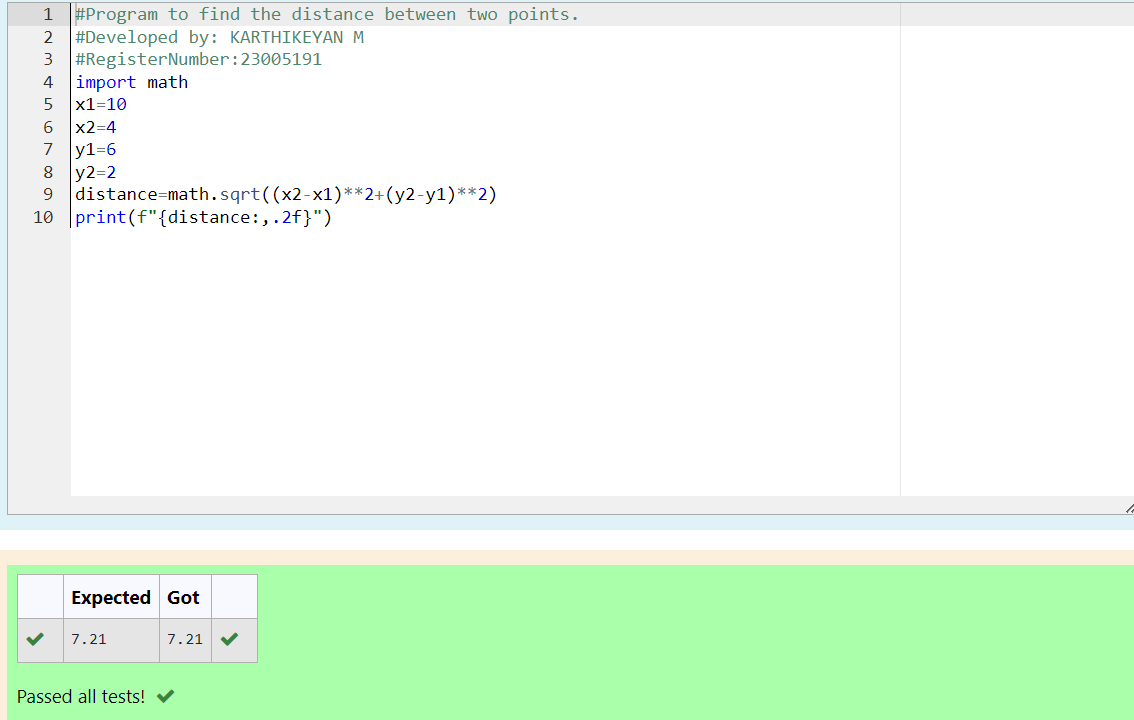 1 #Program to find the distance between two points.
2 #Developed by: KARTHIKEYAN M
3 #RegisterNumber:23005191
4 import math
5 x1=10
6 x2=4
7 y1=6
8 y2=2
9 distance=math.sqrt((x2-x1)**2+(y2-y1)**2)
10 print(f"{distance:,.2f}")
Expected Got
7.21 7.21
Passed all tests!